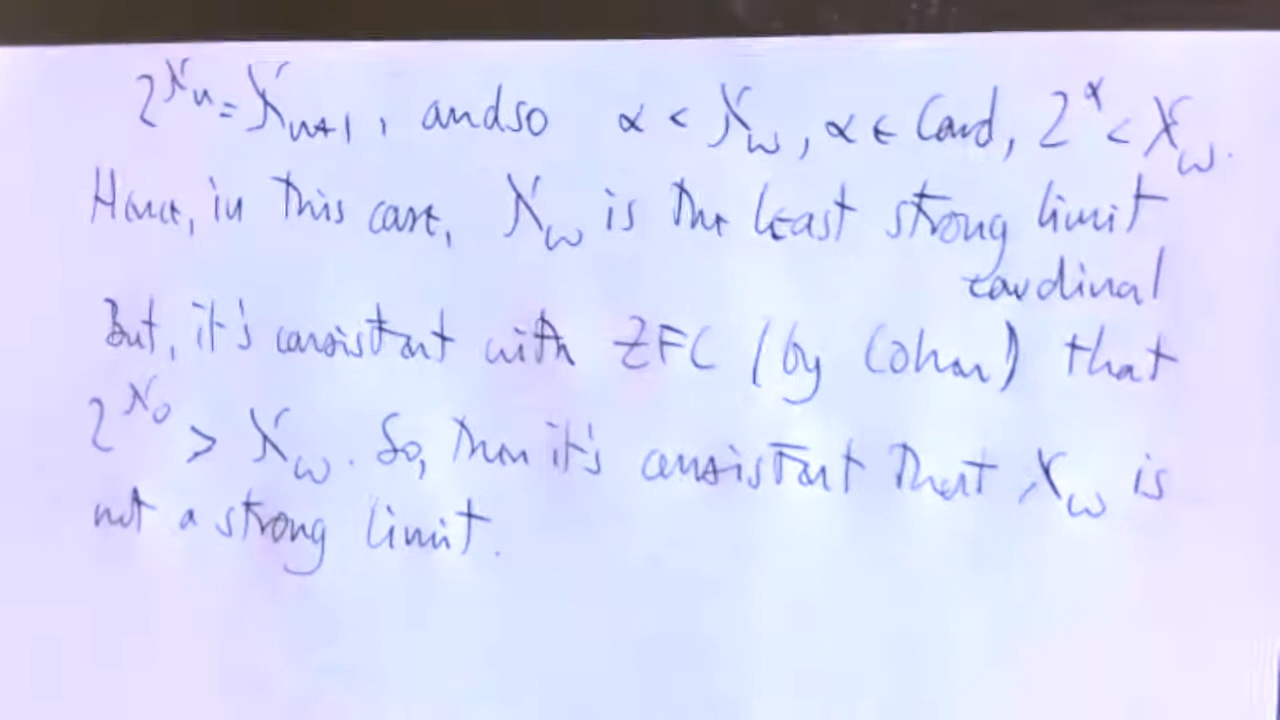 2^ℵn = ℵn+1, and so α < ℵω, α ∈ Card, 2^α < ℵω.
Hence, in this case, ℵω is the least strong limit
cardinal
But, it's consistent with ZFC (by Cohen) that
2^ℵ0 > ℵω. So, then it's consistent that ℵω is
not a strong limit.